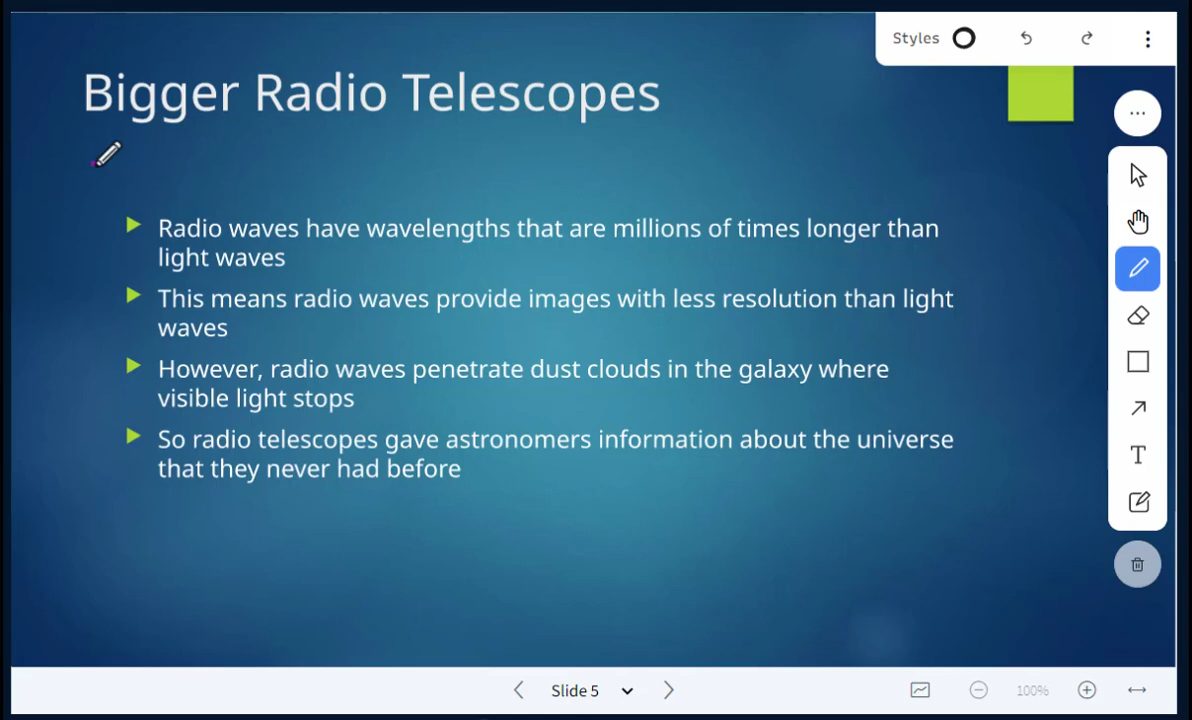 Styles
Bigger Radio Telescopes
Radio waves have wavelengths that are millions of times longer than
light waves
This means radio waves provide images with less resolution than light
waves
However, radio waves penetrate dust clouds in the galaxy where
visible light stops
So radio telescopes gave astronomers information about the universe
that they never had before
T
Slide 5
100%